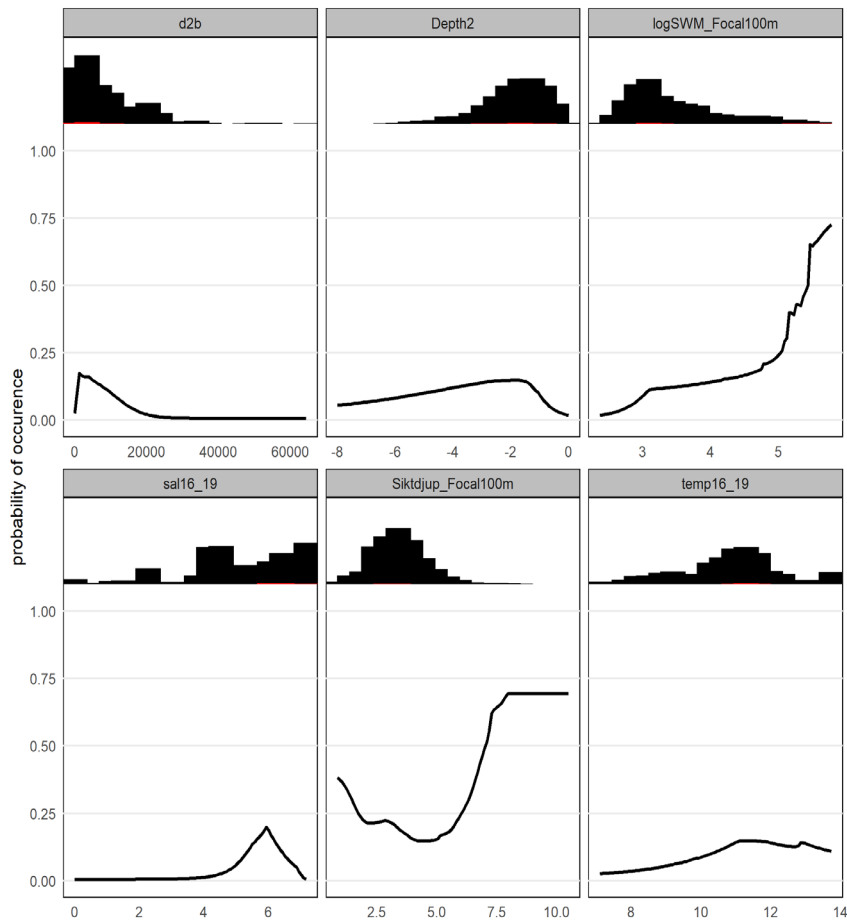 d2b Depth2 logSWM_Focal100m
1.00
0.75
0.50
0.25
0.00
0 20000 40000 60000 -8 -6 -4 -2 0 3 4 5
probability of occurence
sal16_19 Siktdjup_Focal100m temp16_19
1.00
0.75
0.50
0.25
0.00
0 2 4 6 2.5 5.0 7.5 10.0 8 10 12 14